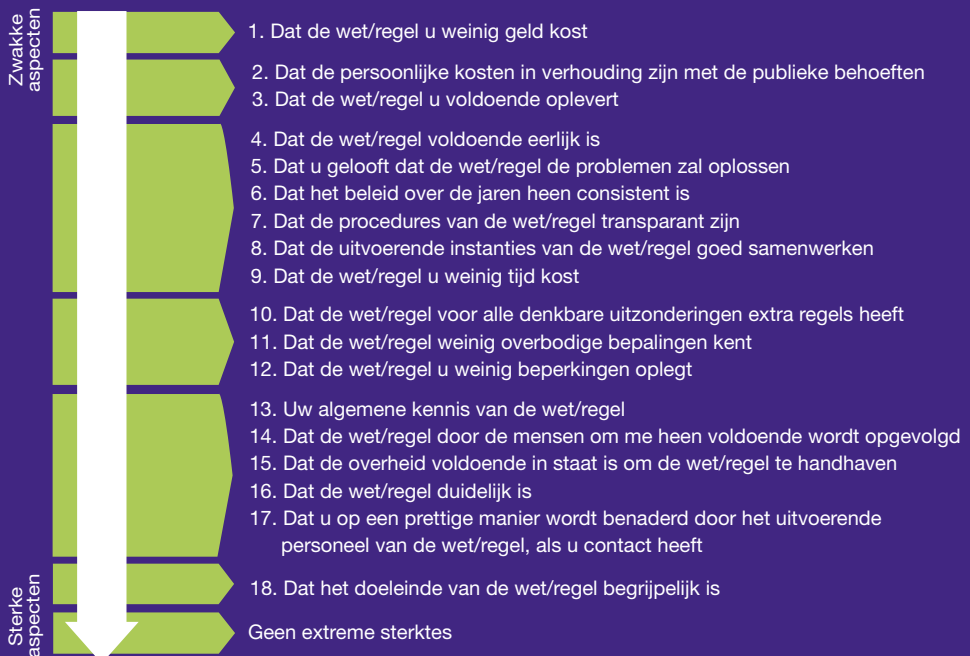 Zwakke
aspecten
1. Dat de wet/regel u weinig geld kost
2. Dat de persoonlijke kosten in verhouding zijn met de publieke behoeften
3. Dat de wet/regel u voldoende oplevert
4. Dat de wet/regel voldoende eerlijk is
5. Dat u gelooft dat de wet/regel de problemen zal oplossen
6. Dat het beleid over de jaren heen consistent is
7. Dat de procedures van de wet/regel transparant zijn
8. Dat de uitvoerende instanties van de wet/regel goed samenwerken
9. Dat de wet/regel u weinig tijd kost
10. Dat de wet/regel voor alle denkbare uitzonderingen extra regels heeft
11. Dat de wet/regel weinig overbodige bepalingen kent
12. Dat de wet/regel u weinig beperkingen oplegt
13. Uw algemene kennis van de wet/regel
14. Dat de wet/regel door de mensen om me heen voldoende wordt opgevolgd
15. Dat de overheid voldoende in staat is om de wet/regel te handhaven
16. Dat de wet/regel duidelijk is
17. Dat u op een prettige manier wordt benaderd door het uitvoerende
personeel van de wet/regel, als u contact heeft
18. Dat het doeleinde van de wet/regel begrijpelijk is
Sterke
aspecten
Geen extreme sterktes